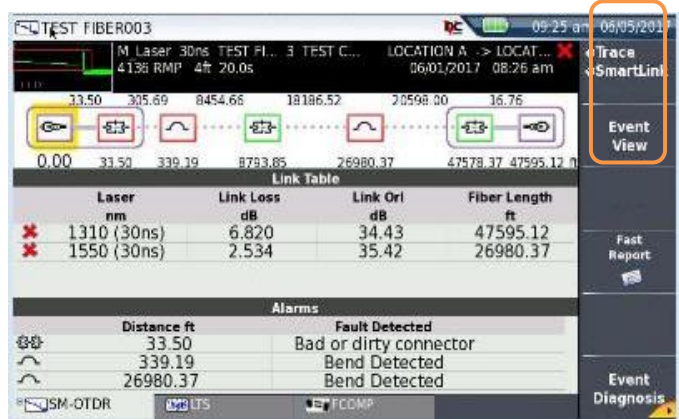 TEST FIBER003 09:25 am 06/05/2017
M Laser 30ns TEST FI... 3 TEST C... LOCATION A -> LOCAT...
4136 RMP 4ft 20.0s 06/01/2017 08:26 am
Trace
SmartLink
33.50 305.69 8454.66 18186.52 20598.00 16.76
0.00 33.50 339.19 8793.85 26980.37 47578.37 47595.12 ft
Event
View
Link Table
Laser Link Loss Link Orl Fiber Length
nm dB dB ft
1310 (30ns) 6.820 34.43 47595.12
1550 (30ns) 2.534 35.42 26980.37
Fast
Report
Alarms
Distance ft Fault Detected
33.50 Bad or dirty connector
339.19 Bend Detected
26980.37 Bend Detected
Event
Diagnosis
SM-OTDR LTS FCOMP